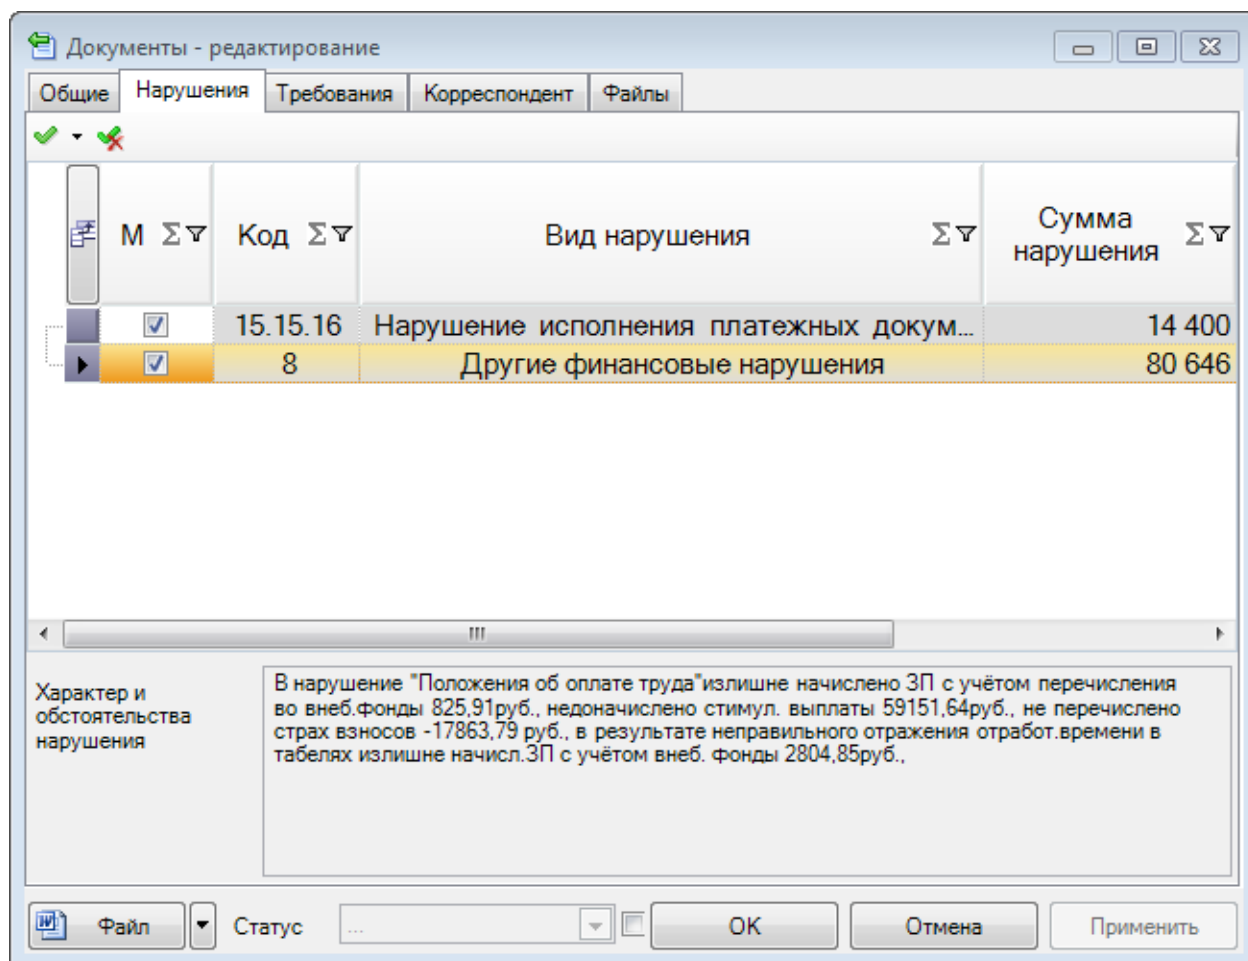 Документы - редактирование
Общие Нарушения Требования Корреспондент Файлы
М Код Вид нарушения Сумма
нарушения
15.15.16 Нарушение исполнения платежных докум... 14 400
8 Другие финансовые нарушения 80 646
Характер и
обстоятельства
нарушения
В нарушение "Положения об оплате труда"излишне начислено ЗП с учётом перечисления
во внеб.фонды 825,91руб., недоначислено стимул. выплаты 59151,64руб., не перечислено
страх взносов -17863,79 руб., в результате неправильного отражения отработ.времени в
табелях излишне начисл.ЗП с учётом внеб. фонды 2804,85руб.,
Файл Статус ... OK Отмена Применить